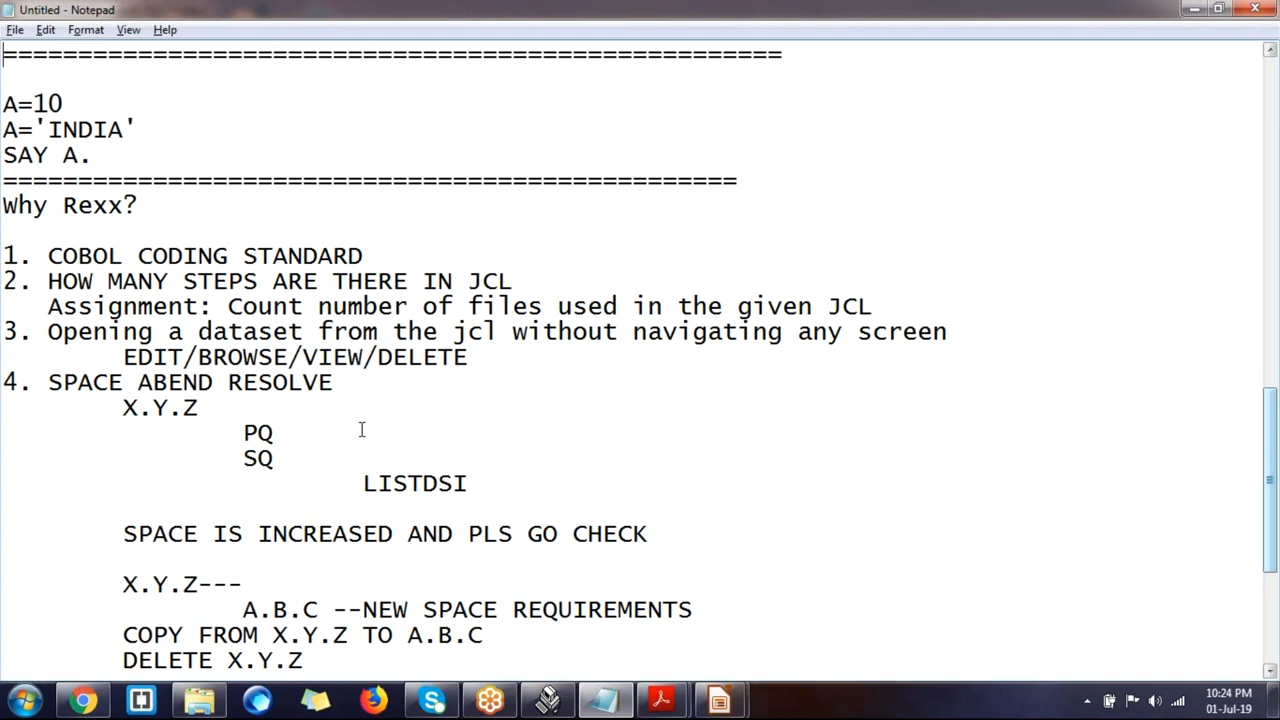 Untitled - Notepad
File Edit Format View Help
====================================================
A=10
A='INDIA'
SAY A.
=================================================
Why Rexx?
1. COBOL CODING STANDARD
2. HOW MANY STEPS ARE THERE IN JCL
Assignment: Count number of files used in the given JCL
3. Opening a dataset from the jcl without navigating any screen
EDIT/BROWSE/VIEW/DELETE
4. SPACE ABEND RESOLVE
X.Y.Z
PQ
SQ
LISTDSI
SPACE IS INCREASED AND PLS GO CHECK
X.Y.Z---
A.B.C --NEW SPACE REQUIREMENTS
COPY FROM X.Y.Z TO A.B.C
DELETE X.Y.Z
10:24 PM
01-Jul-19